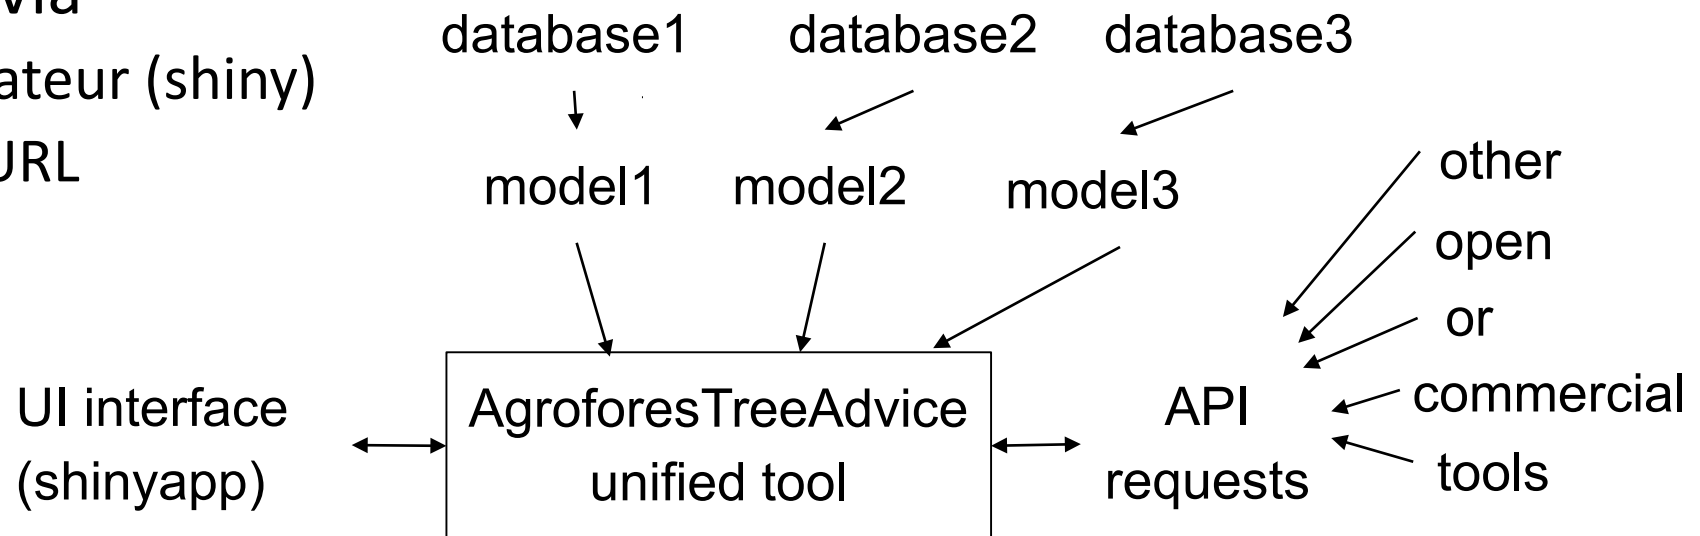 via
ateur (shiny)
URL
database1 database2 database3
model1 model2 model3
other
open
or
commercial
tools
UI interface
(shinyapp)
AgroforesTreeAdvice
unified tool
API
requests